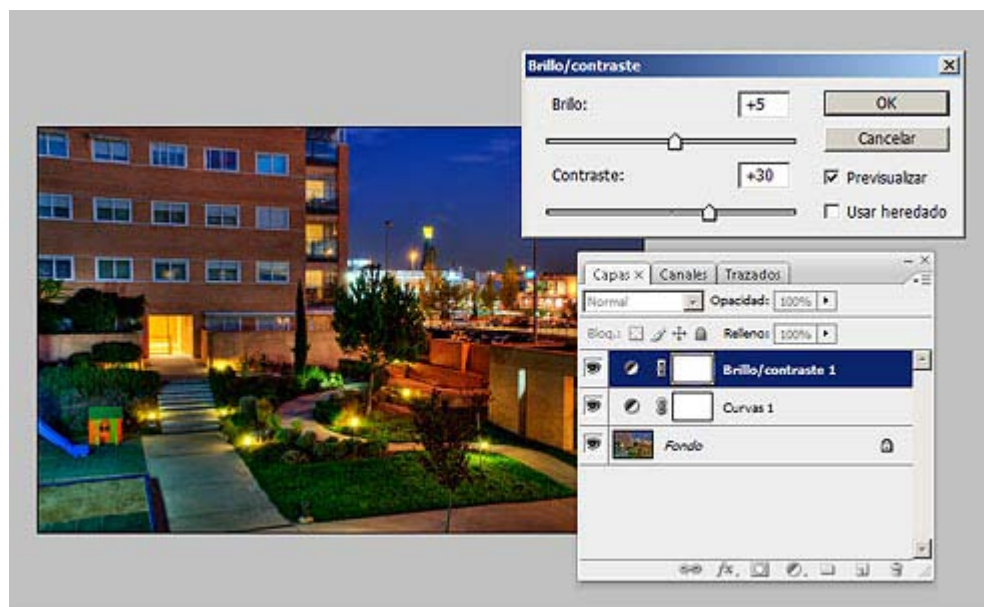 Brillo/contraste
Brillo: +5 OK
Cancelar
Contraste: +30 Previsualizar
Usar heredado
Capas × Canales Trazados
Normal Opacidad: 100%
Bloq.: Relleno: 100%
Brillo/contraste 1
Curvas 1
Fondo
fx.